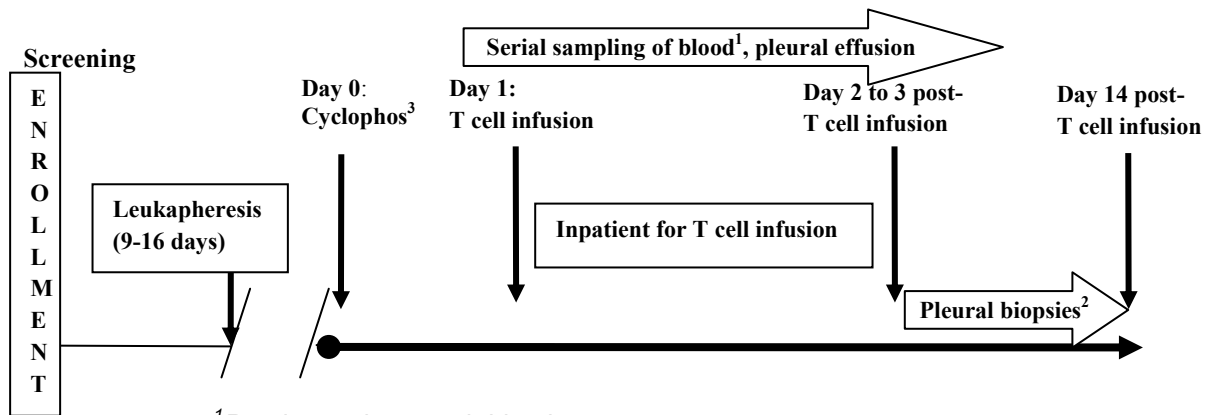 Serial sampling of blood¹, pleural effusion
Screening
ENROLLMENT
Day 0:
Cyclophos³
Day 1:
T cell infusion
Day 2 to 3 post-
T cell infusion
Day 14 post-
T cell infusion
Leukapheresis
(9-16 days)
Inpatient for T cell infusion
Pleural biopsies²